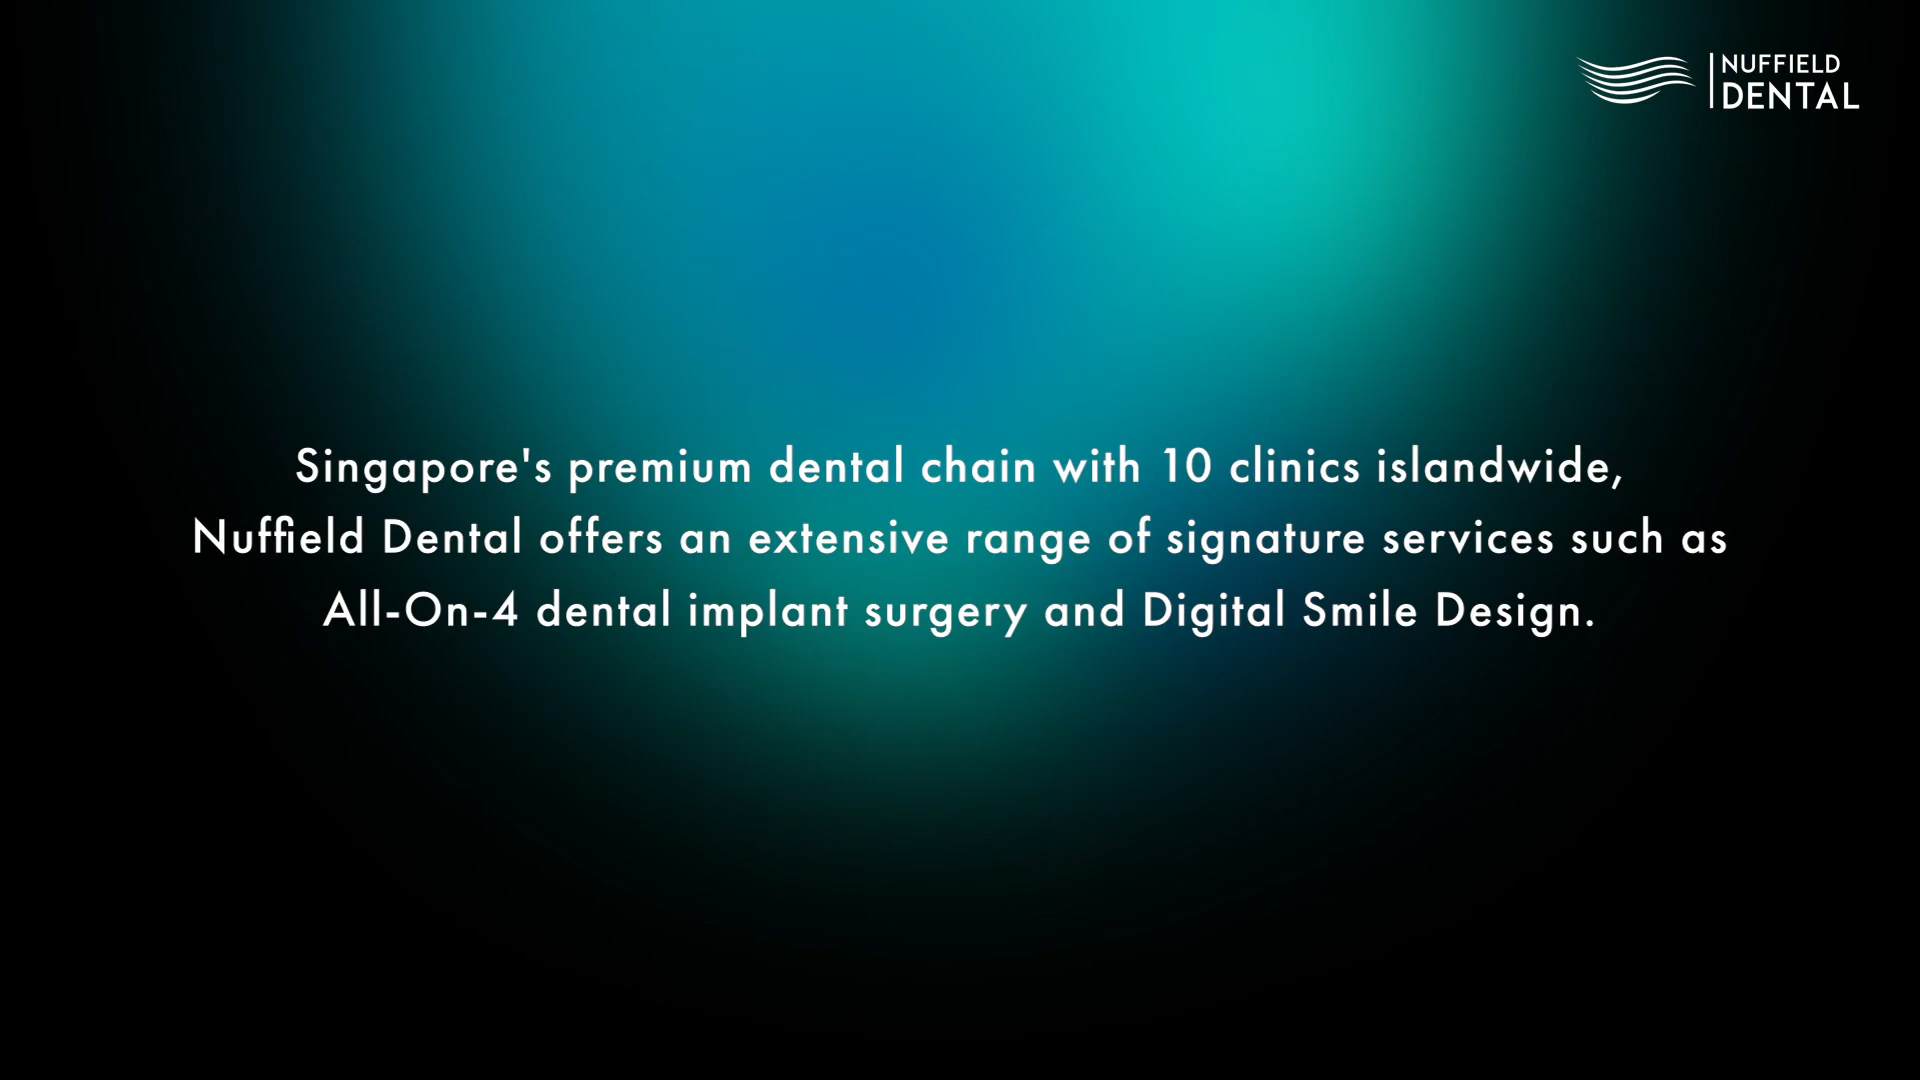 NUFFIELD
DENTAL
Singapore's premium dental chain with 10 clinics islandwide,
Nuffield Dental offers an extensive range of signature services such as
All-On-4 dental implant surgery and Digital Smile Design.